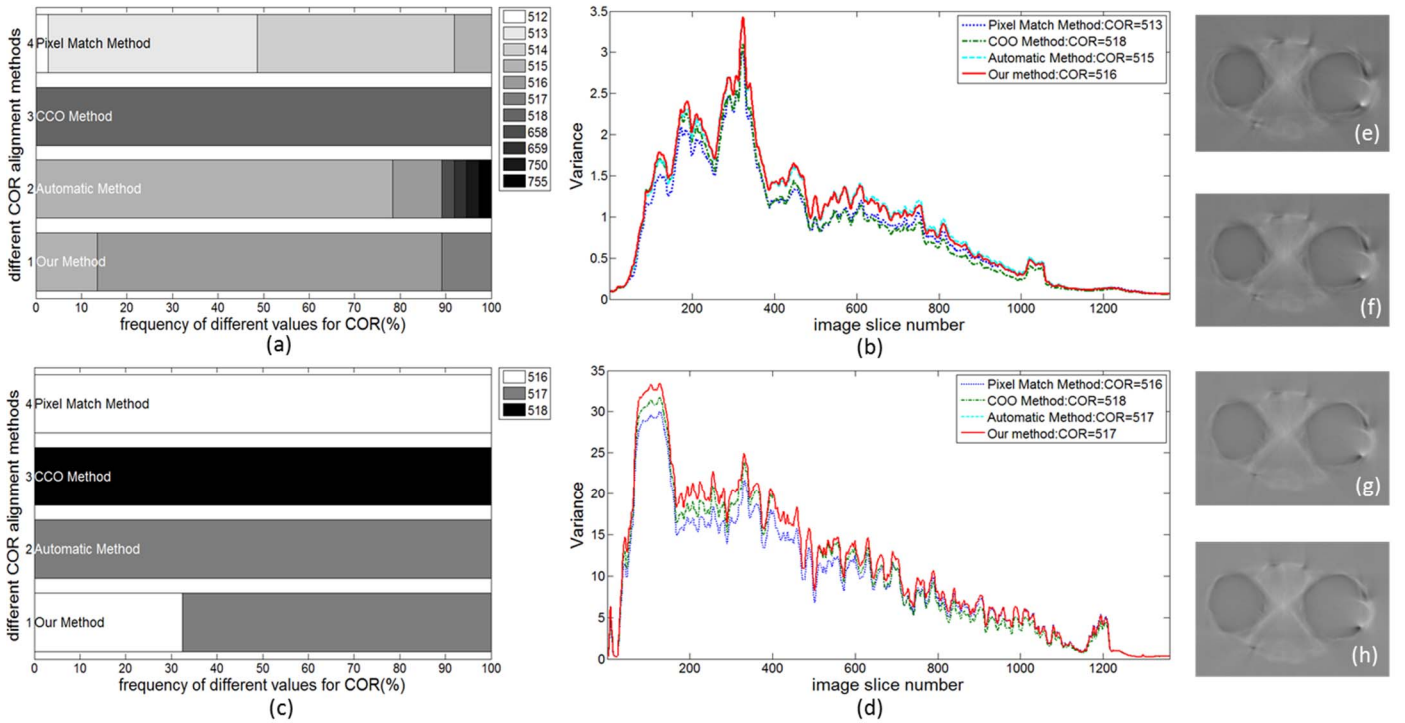 4 Pixel Match Method
3 CCO Method
2 Automatic Method
1 Our Method
different COR alignment methods
0 10 20 30 40 50 60 70 80 90 100
frequency of different values for COR(%)
(a)
512
513
514
515
516
517
518
658
659
750
755
3.5
3
2.5
2
1.5
1
0.5
0
Variance
Pixel Match Method:COR=513
COO Method:COR=518
Automatic Method:COR=515
Our method:COR=516
200 400 600 800 1000 1200
image slice number
(b)
(e)
(f)
4 Pixel Match Method
3 CCO Method
2 Automatic Method
1 Our Method
different COR alignment methods
0 10 20 30 40 50 60 70 80 90 100
frequency of different values for COR(%)
(c)
516
517
518
35
30
25
20
15
10
5
0
Variance
Pixel Match Method:COR=516
COO Method:COR=518
Automatic Method:COR=517
Our method:COR=517
200 400 600 800 1000 1200
image slice number
(d)
(g)
(h)